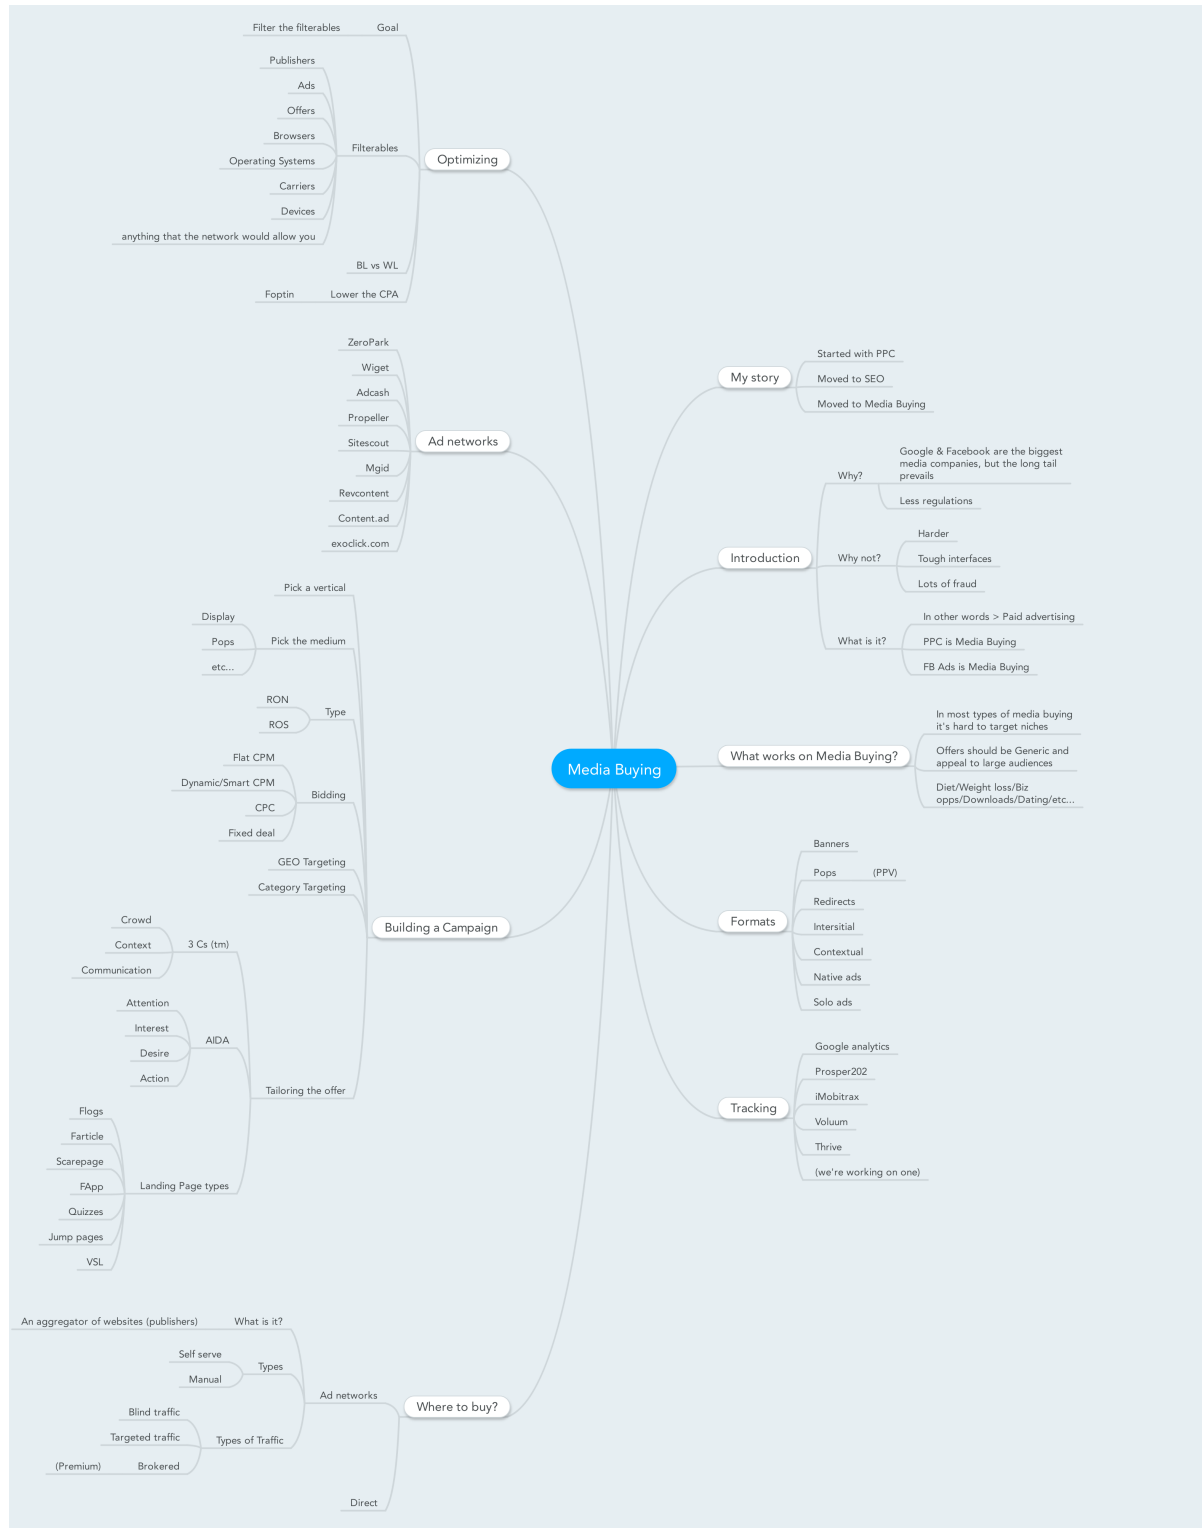 Media Buying
My story
Started with PPC
Moved to SEO
Moved to Media Buying
Introduction
Why?
Google & Facebook are the biggest
media companies, but the long tail
prevails
Less regulations
Why not?
Harder
Tough interfaces
Lots of fraud
What is it?
In other words > Paid advertising
PPC is Media Buying
FB Ads is Media Buying
What works on Media Buying?
In most types of media buying
it's hard to target niches
Offers should be Generic and
appeal to large audiences
Diet/Weight loss/Biz
opps/Downloads/Dating/etc...
Formats
Banners
Pops
(PPV)
Redirects
Intersitial
Contextual
Native ads
Solo ads
Tracking
Google analytics
Prosper202
iMobitrax
Voluum
Thrive
(we're working on one)
Optimizing
Goal
Filter the filterables
Filterables
Publishers
Ads
Offers
Browsers
Operating Systems
Carriers
Devices
anything that the network would allow you
BL vs WL
Lower the CPA
Foptin
Ad networks
ZeroPark
Wiget
Adcash
Propeller
Sitescout
Mgid
Revcontent
Content.ad
exoclick.com
Building a Campaign
Pick a vertical
Pick the medium
Display
Pops
etc...
Type
RON
ROS
Bidding
Flat CPM
Dynamic/Smart CPM
CPC
Fixed deal
GEO Targeting
Category Targeting
Tailoring the offer
3 Cs (tm)
Crowd
Context
Communication
AIDA
Attention
Interest
Desire
Action
Landing Page types
Flogs
Farticle
Scarepage
FApp
Quizzes
Jump pages
VSL
Where to buy?
Ad networks
What is it?
An aggregator of websites (publishers)
Types
Self serve
Manual
Types of Traffic
Blind traffic
Targeted traffic
Brokered
(Premium)
Direct